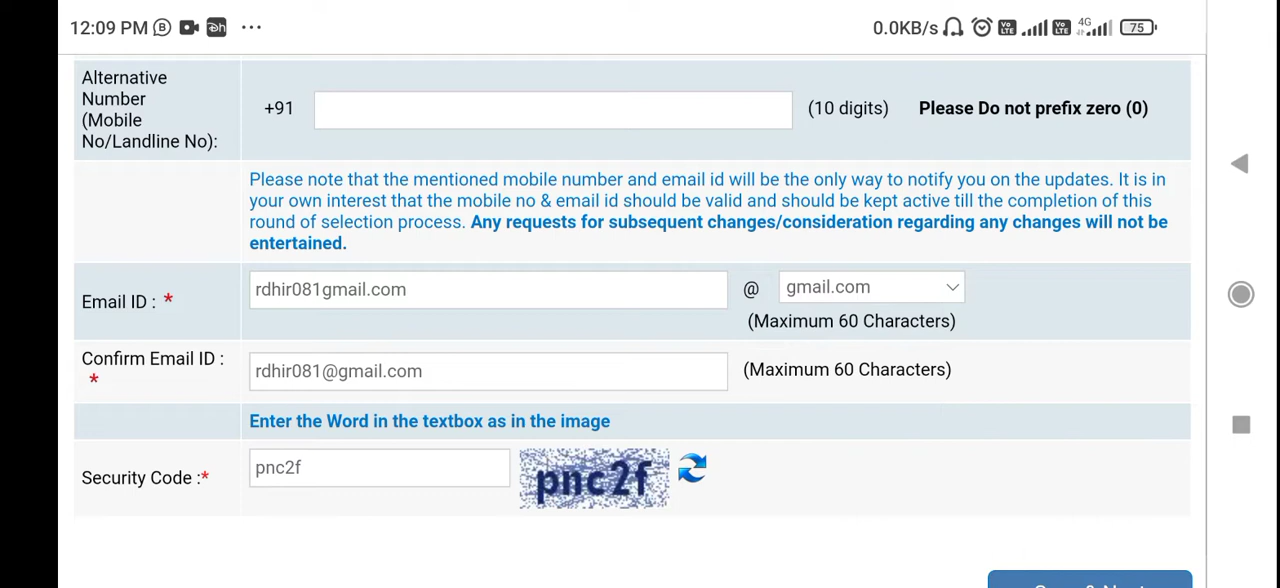 12:09 PM
0.0KB/s 4G 75
Alternative
Number
(Mobile
No/Landline No):
+91
(10 digits)
Please Do not prefix zero (0)
Please note that the mentioned mobile number and email id will be the only way to notify you on the updates. It is in
your own interest that the mobile no & email id should be valid and should be kept active till the completion of this
round of selection process. Any requests for subsequent changes/consideration regarding any changes will not be
entertained.
Email ID : *
rdhir081gmail.com
@
gmail.com
(Maximum 60 Characters)
Confirm Email ID :
*
rdhir081@gmail.com
(Maximum 60 Characters)
Enter the Word in the textbox as in the image
Security Code :*
pnc2f
pnc2f